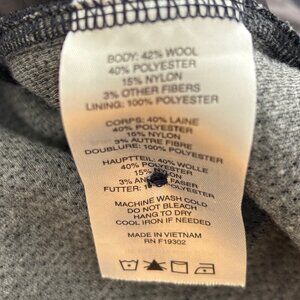 BODY: 42% WOOL
40% POLYESTER
15% NYLON
3% OTHER FIBERS
LINING: 100% POLYESTER
CORPS: 40% LAINE
40% POLYESTER
15% NYLON
3% AUTRE FIBRE
DOUBLURE: 100% POLYESTER
HAUPTTEIL: 40% WOLLE
40% POLYESTER
15%
3%
FUTTER: POLYESTER
MACHINE WASH COLD
DO NOT BLEACH
HANG TO DRY
COOL IRON IF NEEDED
MADE IN VIETNAM
RN F19302